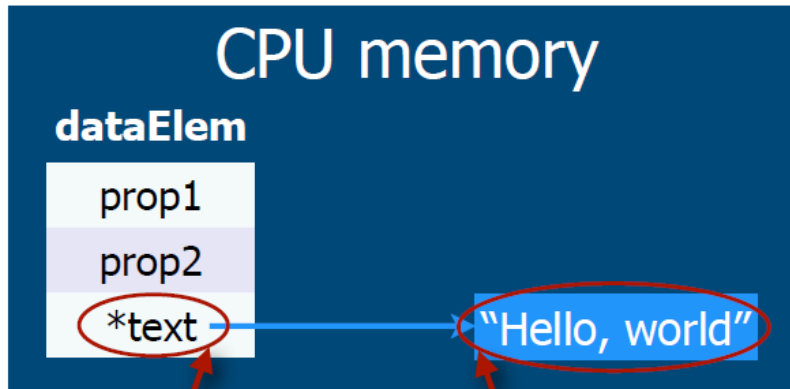 CPU memory
dataElem
prop1
prop2
*text
“Hello, world”